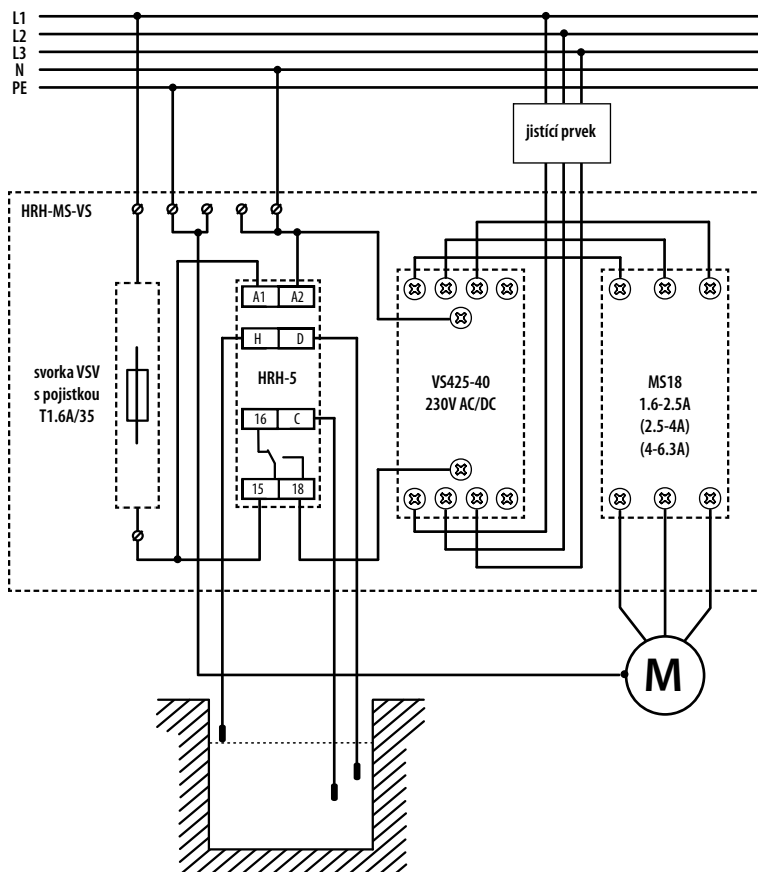 L1
L2
L3
N
PE
jistící prvek
HRH-MS-VS
A1 A2
H D
HRH-5
16 C
15 18
svorka VSV
s pojistkou
T1.6A/35
VS425-40
230V AC/DC
MS18
1.6-2.5A
(2.5-4A)
(4-6.3A)
M